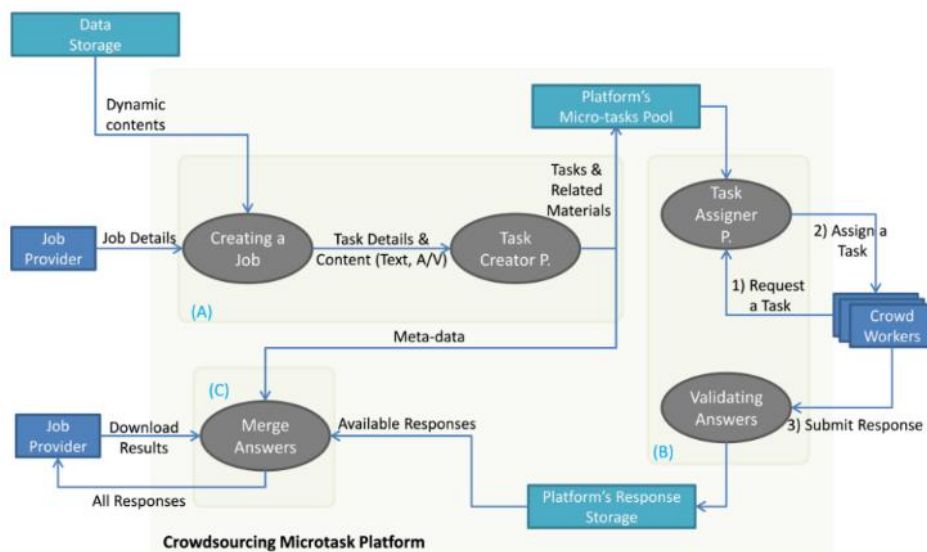 Data
Storage
Dynamic
contents
Platform's
Micro-tasks Pool
Tasks &
Related
Materials
Task
Assigner
P.
Job
Provider
Job Details
Creating a
Job
Task Details &
Content (Text, A/V)
Task
Creator P.
2) Assign a
Task
1) Request
a Task
(A)
Crowd
Workers
Meta-data
(C)
Validating
Answers
Job
Provider
Download
Results
Merge
Answers
Available Responses
3) Submit Response
(B)
All Responses
Platform's Response
Storage
Crowdsourcing Microtask Platform